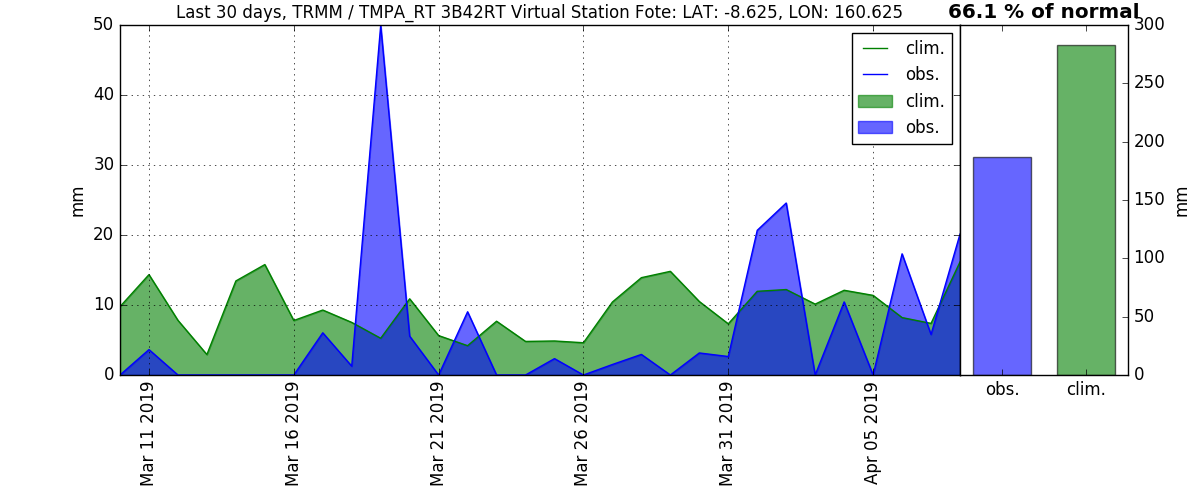 Last 30 days, TRMM / TMPA_RT 3B42RT Virtual Station Fote: LAT: -8.625, LON: 160.625
66.1 % of normal
50
40
30
20
10
0
mm
clim.
obs.
clim.
obs.
Mar 11 2019
Mar 16 2019
Mar 21 2019
Mar 26 2019
Mar 31 2019
Apr 05 2019
300
250
200
150
100
50
0
mm
obs.
clim.